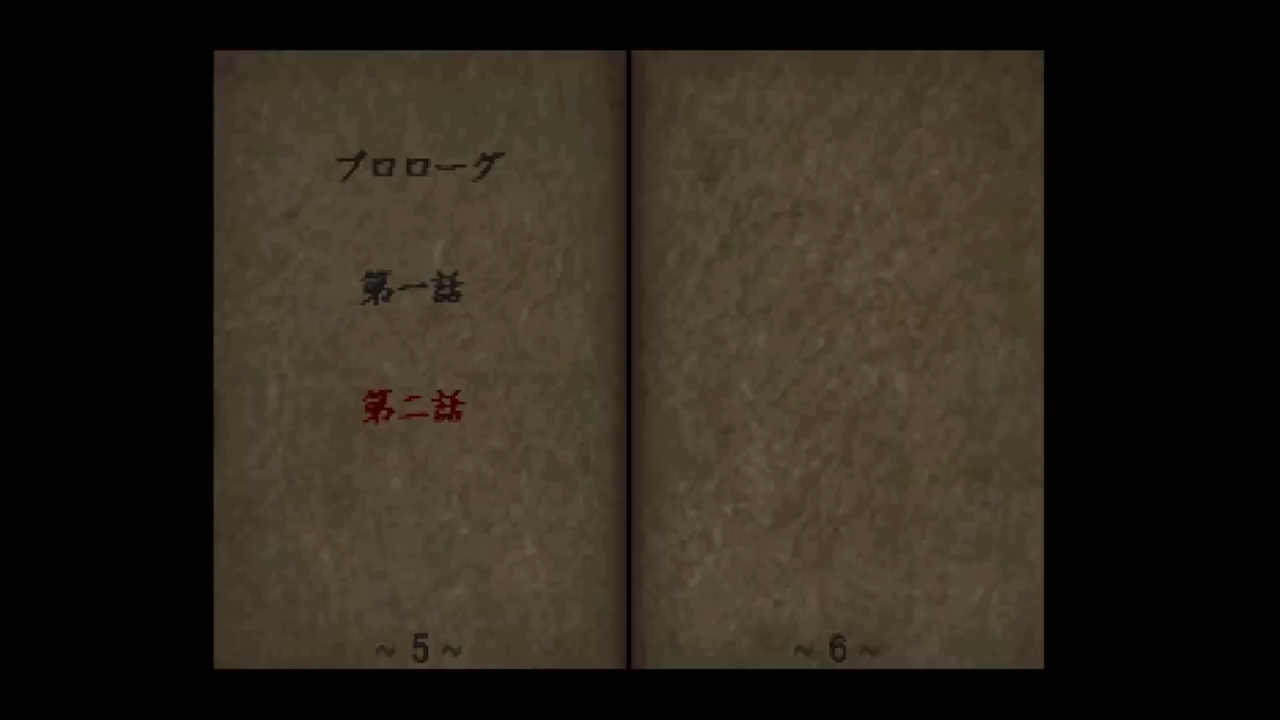 プロローグ
第一話
第二話
~ 5 ~
~ 6 ~